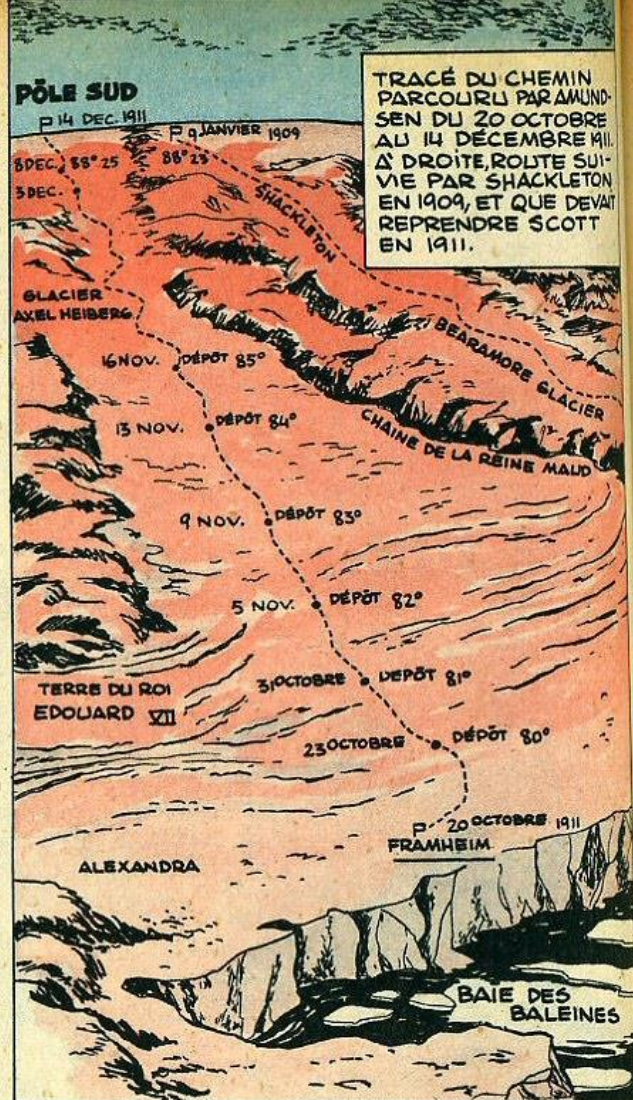 TRACÉ DU CHEMIN
PARCOURU PAR AMUND-
SEN DU 20 OCTOBRE
AU 14 DÉCEMBRE 1911.
À DROITE, ROUTE SUI-
VIE PAR SHACKLETON
EN 1909, ET QUE DEVAIT
REPRENDRE SCOTT
EN 1911.
PÔLE SUD
14 DEC. 1911
9 JANVIER 1909
8 DEC. 88° 25
88° 23
3 DEC.
SHACKLETON
GLACIER
AXEL HEIBERG
BEARAMORE GLACIER
16 NOV. DÉPÔT 85°
13 NOV. DÉPÔT 84°
CHAINE DE LA REINE MAUD
9 NOV. DÉPÔT 83°
5 NOV. DÉPÔT 82°
31 OCTOBRE DÉPÔT 81°
TERRE DU ROI
EDOUARD VII
23 OCTOBRE DÉPÔT 80°
20 OCTOBRE 1911
FRAMHEIM
ALEXANDRA
BAIE DES
BALEINES